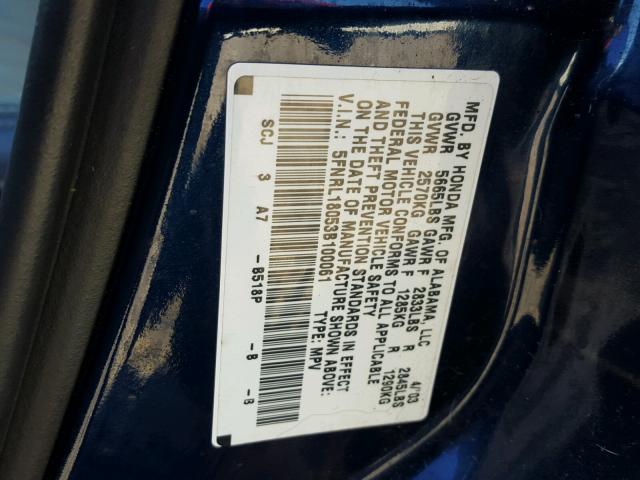 MFD. BY HONDA MFG. OF ALABAMA, LLC 4/'03
GVWR 5665LBS GAWR F 2833LBS R 2845LBS
GVWR 2570KG GAWR F 1285KG R 1290KG
THIS VEHICLE CONFORMS TO ALL APPLICABLE
FEDERAL MOTOR VEHICLE SAFETY
AND THEFT PREVENTION STANDARDS IN EFFECT
ON THE DATE OF MANUFACTURE SHOWN ABOVE:
V.I.N.: 5FNRL18053B100061 TYPE: MPV
SCJ 3 A7 -B518P -B -B